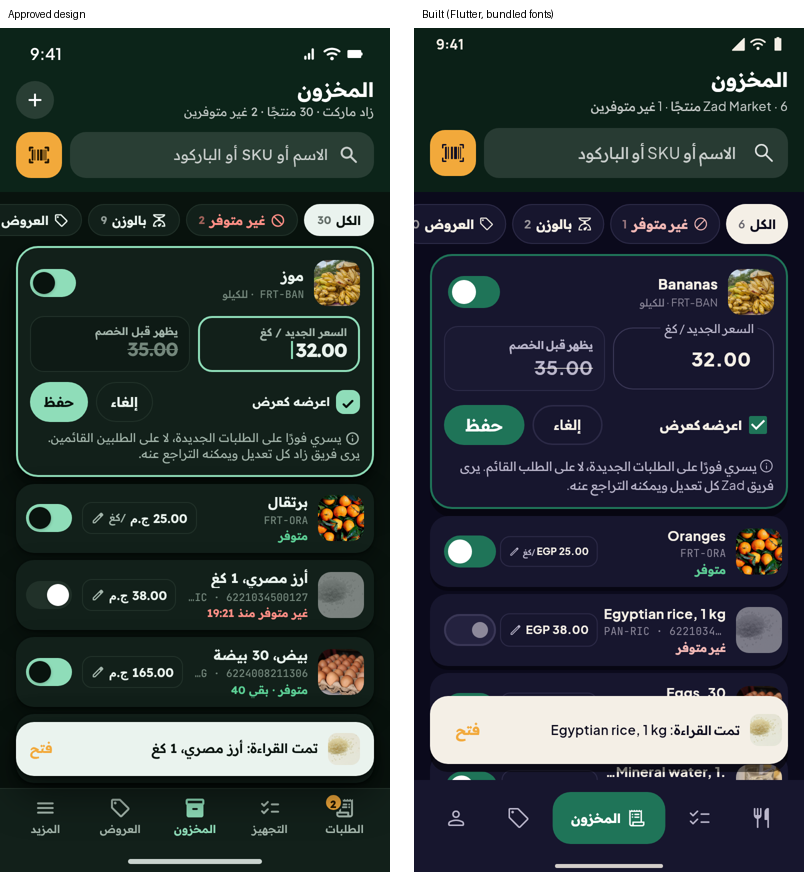 Approved design
9:41
المخزون
زاد ماركت · 30 منتجًا · 2 غير متوفرين
الاسم أو SKU أو الباركود
الكل 30
غير متوفر 2
بالوزن 9
العروض
موز
FRT-BAN · للكيلو
السعر الجديد / كغ
32.00
يظهر قبل الخصم
35.00
اعرضه كعرض
إلغاء
حفظ
يسري فورًا على الطلبات الجديدة، لا على الطلبين القائمين.
يرى فريق زاد كل تعديل ويمكنه التراجع عنه.
برتقال
FRT-ORA
متوفر
25.00 ج.م /كغ
أرز مصري، 1 كغ
6221034500127 · IC…
غير متوفر منذ 19:21
38.00 ج.م
بيض، 30 بيضة
6224008211306 · G…
متوفر · بقي 40
165.00 ج.م
تمت القراءة: أرز مصري، 1 كغ
فتح
2
الطلبات
التجهيز
المخزون
العروض
المزيد
Built (Flutter, bundled fonts)
9:41
المخزون
Zad Market · 6 منتجًا · 1 غير متوفرين
الاسم أو SKU أو الباركود
الكل 6
غير متوفر 1
بالوزن 2
العروض 0
Bananas
FRT-BAN · للكيلو
السعر الجديد / كغ
32.00
يظهر قبل الخصم
35.00
اعرضه كعرض
إلغاء
حفظ
يسري فورًا على الطلبات الجديدة، لا على الطلب القائم. يرى
فريق Zad كل تعديل ويمكنه التراجع عنه.
Oranges
FRT-ORA
متوفر
EGP 25.00 /كغ
Egyptian rice, 1 kg
PAN-RIC · 6221034…
غير متوفر
EGP 38.00
Eggs, 30
تمت القراءة: Egyptian rice, 1 kg
فتح
Mineral water, 1.…
المخزون